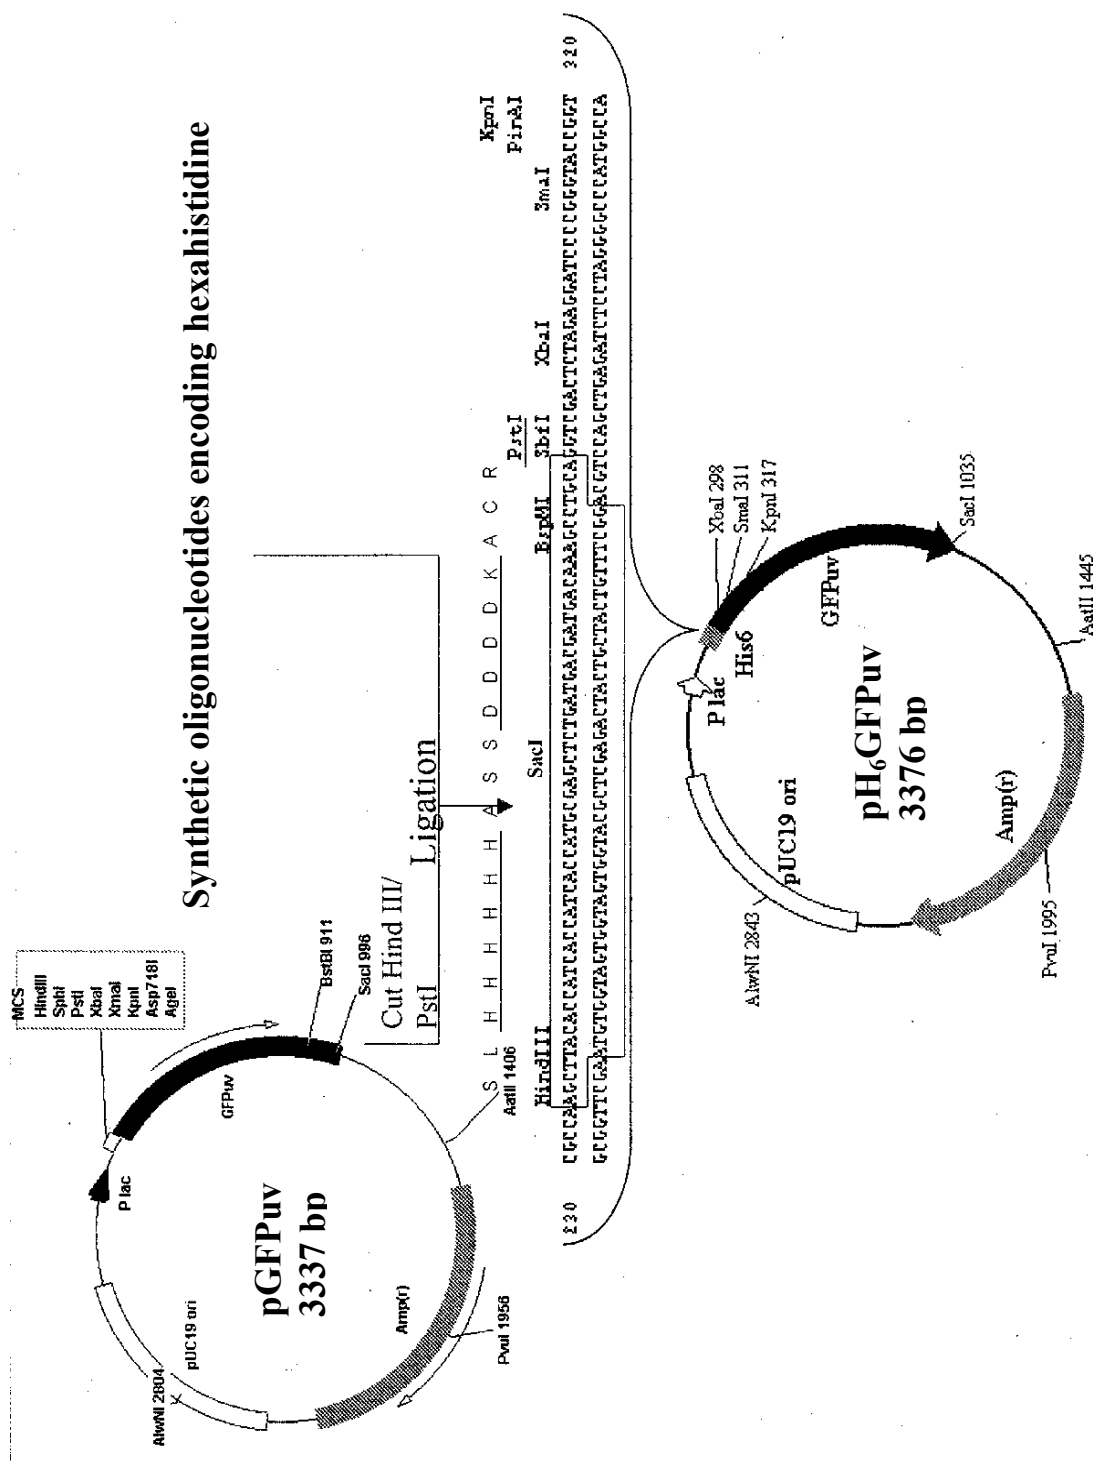 Synthetic oligonucleotides encoding hexahistidine
MCS
HindIII
SphI
PstI
XbaI
XmaI
KpnI
Asp718I
AgeI
P lac
GFPuv
BstBI 911
SacI 996
AatII 1406
pUC19 ori
AlwNI 2804
pGFPuv
3337 bp
Amp(r)
PvuI 1956
Cut Hind III/
PstI
Ligation
S L H H H H H H A S S D D D D K A C R
PstI KpnI
PinAI
HindIII SacI BspMI SbfI XbaI SmaI
230 320
P lac
His6
XbaI 298
SmaI 311
KpnI 317
GFPuv
SacI 1035
AatII 1445
pUC19 ori
AlwNI 2843
pH6GFPuv
3376 bp
Amp(r)
PvuI 1995